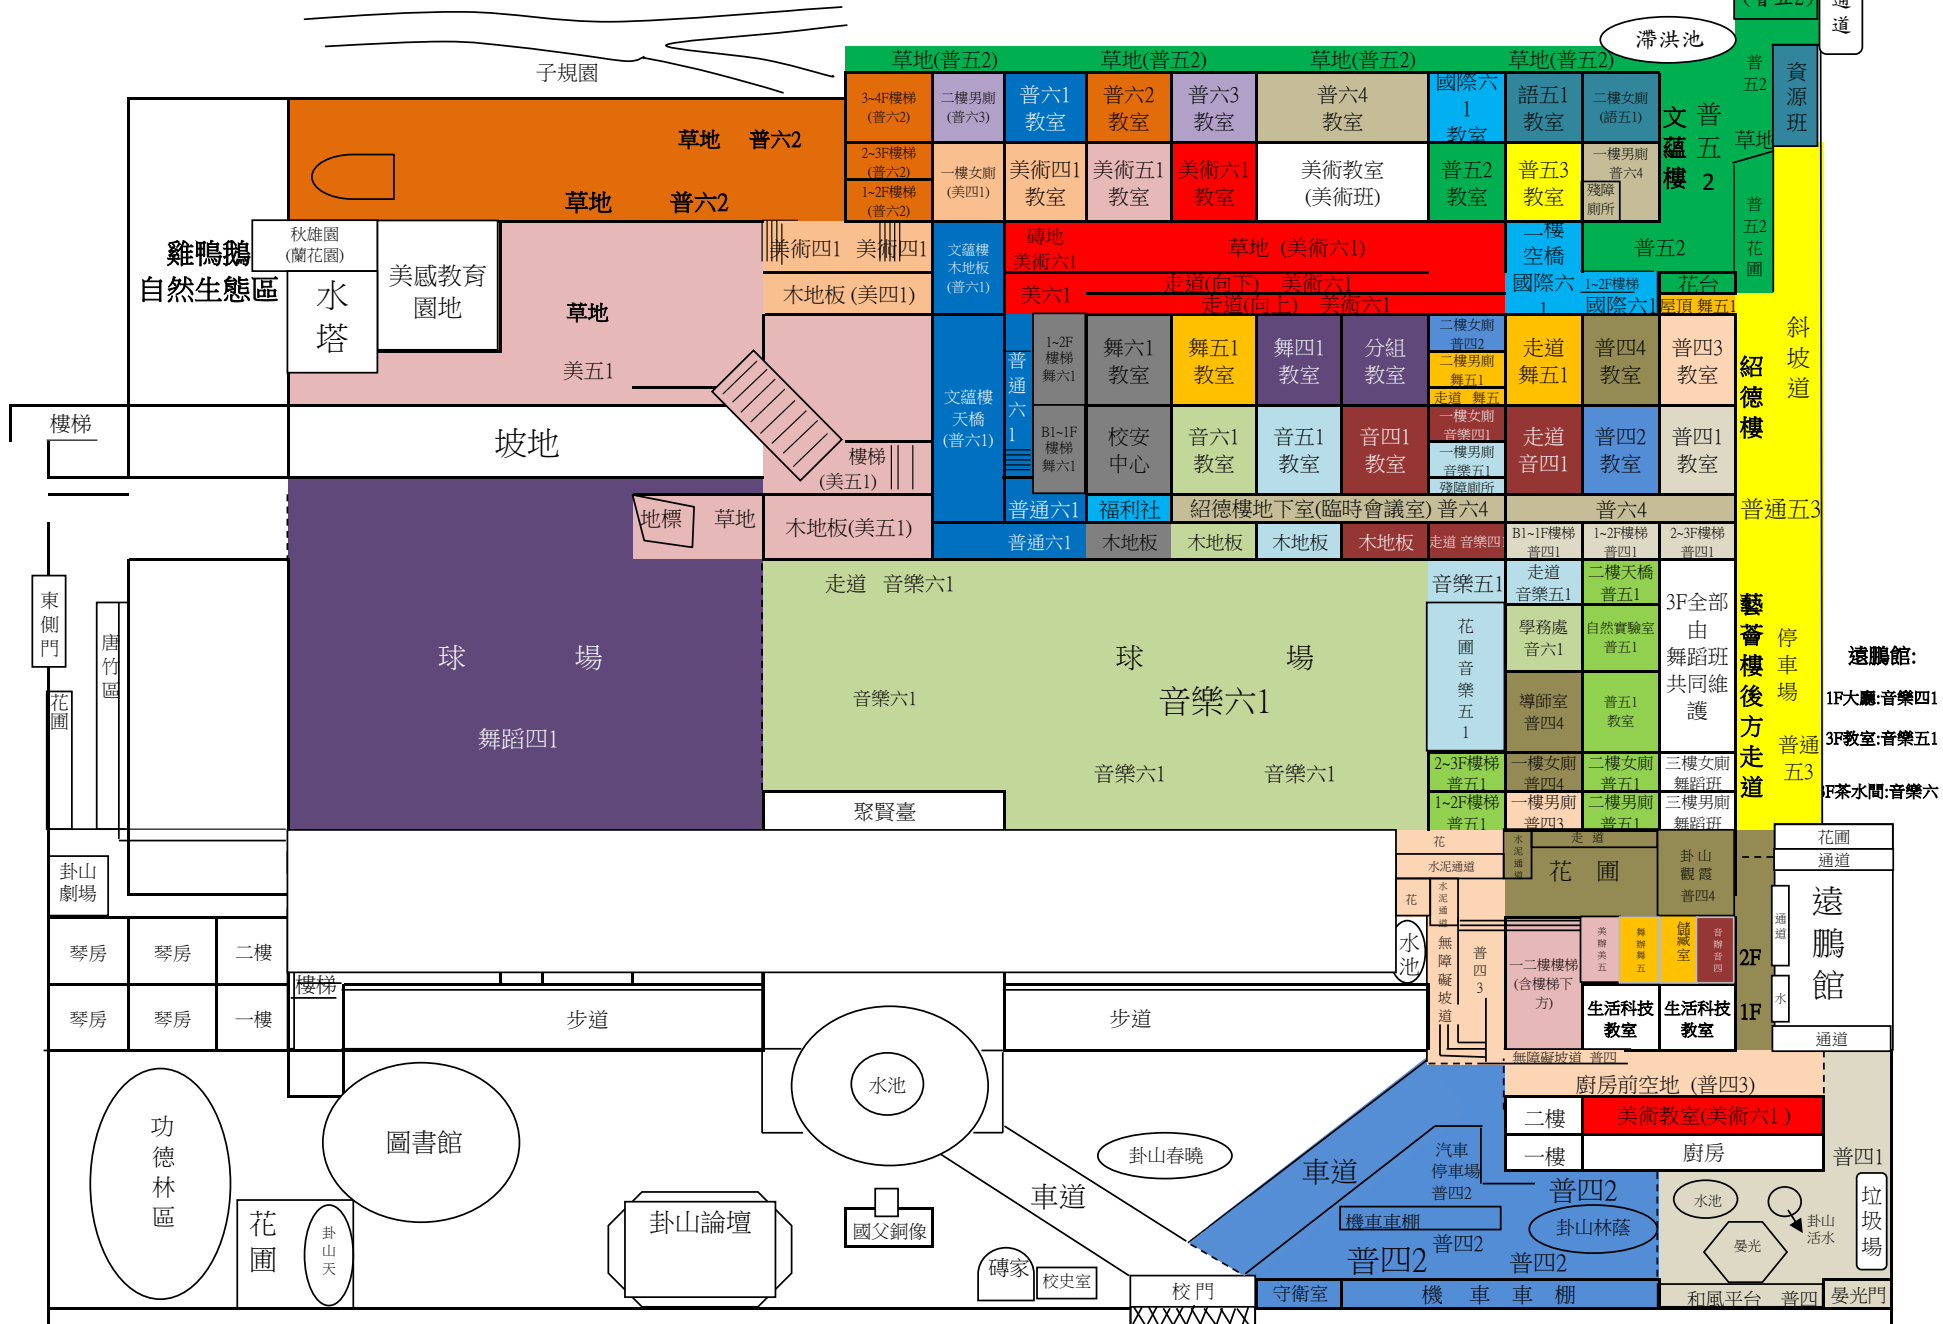 (普五2)
通
道
滯洪池
子規園
草地(普五2)
草地(普五2)
草地(普五2)
草地(普五2)
普
五2
資
源
班
3~4F樓梯
(普六2)
二樓男廁
(普六3)
普六1
教室
普六2
教室
普六3
教室
普六4
教室
國際六
1
教室
語五1
教室
二樓女廁
(語五1)
文
蘊
樓
普
五
2
草地
草地 普六2
2~3F樓梯
(普六2)
1~2F樓梯
(普六2)
一樓女廁
(美四1)
美術四1
教室
美術五1
教室
美術六1
教室
美術教室
(美術班)
普五2
教室
普五3
教室
一樓男廁
普六4
殘障
廁所
草地 普六2
普
五2
花
圃
雞鴨鵝
自然生態區
秋雄園
(蘭花園)
水
塔
美感教育
園地
草地
美五1
美術四1 美術四1
木地板 (美四1)
文蘊樓
木地板
(普六1)
磚地
美術六1
草地 (美術六1)
美六1
走道(向下) 美術六1
走道(向上) 美術六1
二樓
空橋
國際六
1
普五2
1~2F樓梯
國際六1
花台
屋頂 舞五1
斜
坡
道
文蘊樓
天橋
(普六1)
普
通
六
1
1~2F
樓梯
舞六1
舞六1
教室
舞五1
教室
舞四1
教室
分組
教室
二樓女廁
普四2
二樓男廁
舞五1
走道 舞五
走道
舞五1
普四4
教室
普四3
教室
紹
德
樓
樓梯
坡地
樓梯
(美五1)
B1~1F
樓梯
舞六1
校安
中心
音六1
教室
音五1
教室
音四1
教室
一樓女廁
音樂四1
一樓男廁
音樂五1
殘障廁所
走道
音四1
普四2
教室
普四1
教室
地標 草地
木地板(美五1)
普通六1
福利社
紹德樓地下室(臨時會議室) 普六4
普六4
普通五3
普通六1
木地板
木地板
木地板
木地板
走道 音樂四1
B1~1F樓梯
普四1
1~2F樓梯
普四1
2~3F樓梯
普四1
東
側
門
唐
竹
區
花
圃
球 場
舞蹈四1
走道 音樂六1
球 場
音樂六1
音樂六1
音樂六1
音樂六1
聚賢臺
音樂五1
花
圃
音
樂
五
1
走道
音樂五1
二樓天橋
普五1
學務處
音六1
自然實驗室
普五1
導師室
普四4
普五1
教室
3F全部
由
舞蹈班
共同維
護
2~3F樓梯
普五1
一樓女廁
普四4
二樓女廁
普五1
三樓女廁
舞蹈班
1~2F樓梯
普五1
一樓男廁
普四3
二樓男廁
普五1
三樓男廁
舞蹈班
藝
薈
樓
後
方
走
道
停
車
場
普通
五3
遠鵬館:
1F大廳:音樂四1
3F教室:音樂五1
F茶水間:音樂六
卦山
劇場
花
水泥通道
花
水
泥
通
道
水
泥
通
道
走 道
花 圃
卦山
觀霞
普四4
花圃
通道
遠
鵬
館
通
道
水
通道
琴房
琴房
二樓
琴房
琴房
一樓
樓梯
步道
步道
水
池
無
障
礙
坡
道
普
四
3
一二樓樓梯
(含樓梯下
方)
美
辦
美
五
舞
辦
舞
五
儲
藏
室
音
辦
音
四
生活科技
教室
生活科技
教室
2F
1F
無障礙坡道 普四
廚房前空地 (普四3)
二樓
美術教室(美術六1 )
一樓
廚房
功
德
林
區
圖書館
水池
卦山春曉
車道
車道
汽車
停車場
普四2
普四2
機車車棚
普四2
卦山林蔭
普四2
普四2
普四1
水池
卦山
活水
晏光
垃
圾
場
花
圃
卦
山
天
卦山論壇
國父銅像
磚家
校史室
校門
守衛室
機 車 車 棚
和風平台 普四
晏光門